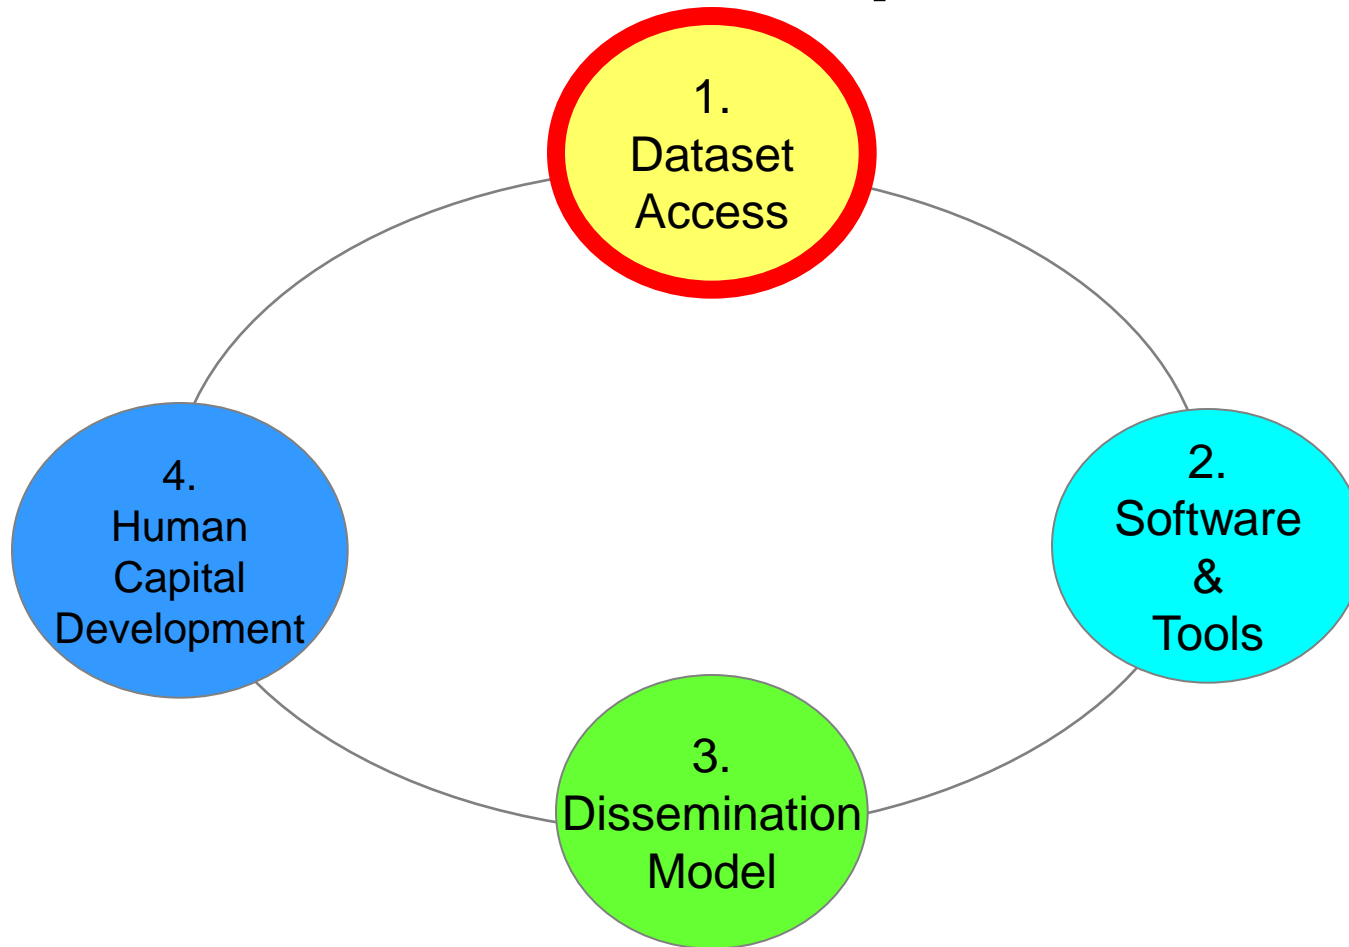 1.
Dataset
Access
2.
Software
&
Tools
3.
Dissemination
Model
4.
Human
Capital
Development